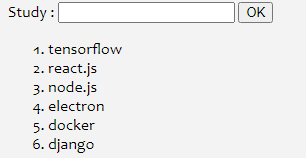 Study : OK
1. tensorflow
2. react.js
3. node.js
4. electron
5. docker
6. django